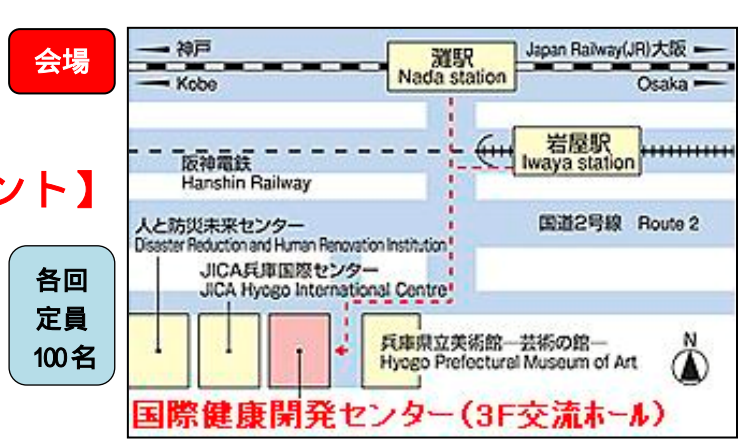 会場
神戸
Kobe
灘駅
Nada station
Japan Railway(JR)大阪
Osaka
岩屋駅
Iwaya station
阪神電鉄
Hanshin Railway
ント】
人と防災未来センター
Disaster Reduction and Human Renovation Institution
国道2号線 Route 2
JICA兵庫国際センター
JICA Hyogo International Centre
各回
定員
100名
兵庫県立美術館―芸術の館―
Hyogo Prefectural Museum of Art
N
国際健康開発センター(3F交流ホール)